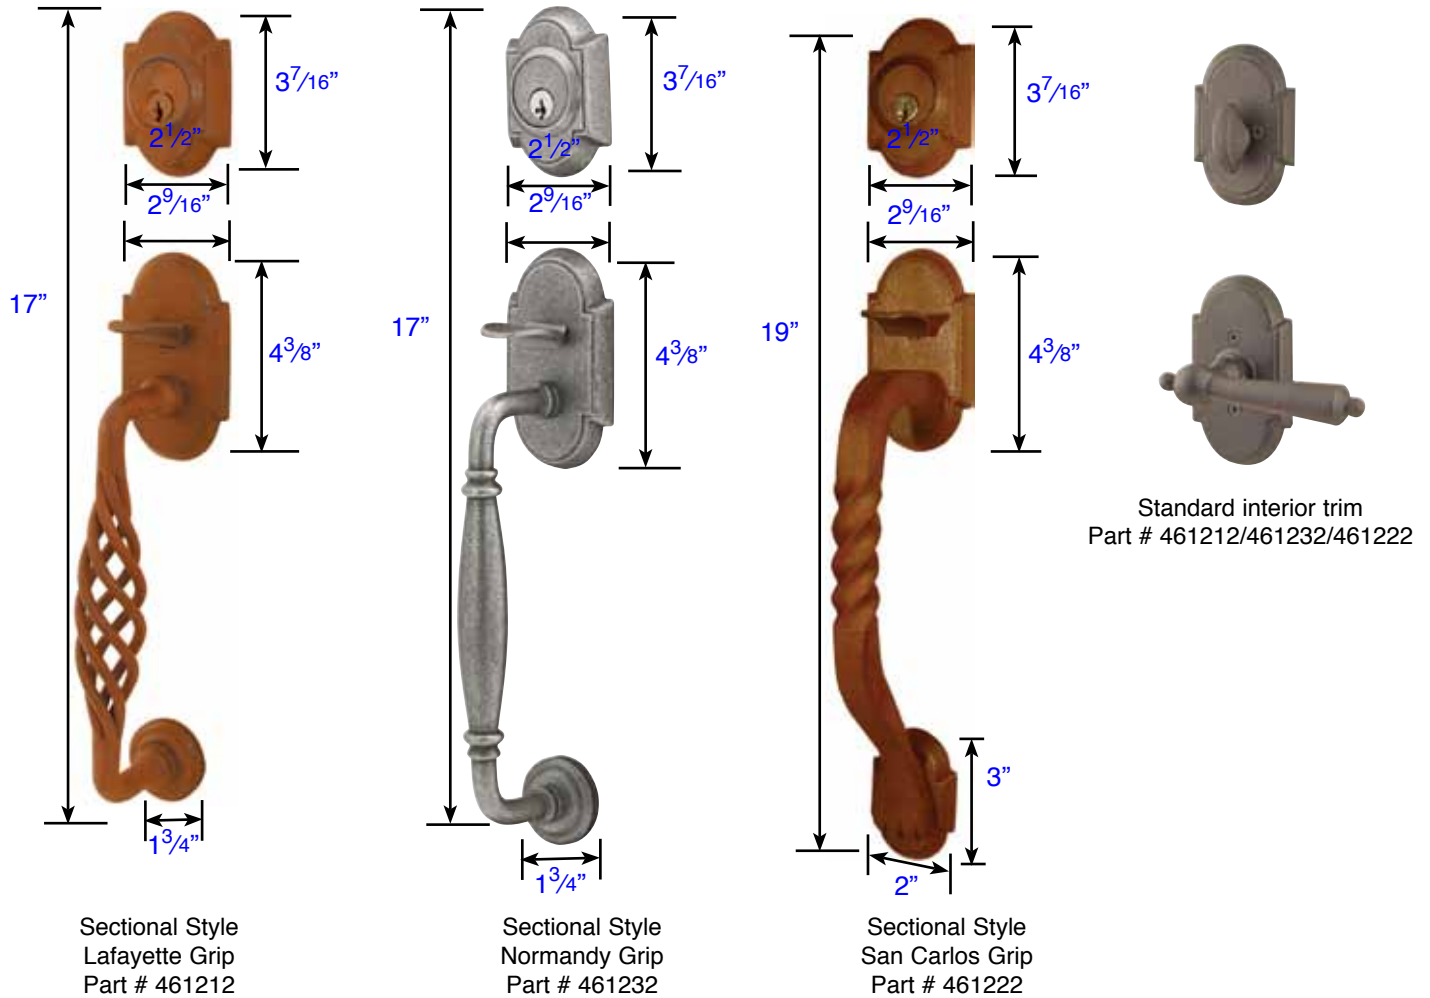 3 7/16”
2 1/2”
2 9/16”
17”
4 3/8”
1 3/4”
Sectional Style
Lafayette Grip
Part # 461212
3 7/16”
2 1/2”
2 9/16”
17”
4 3/8”
1 3/4”
Sectional Style
Normandy Grip
Part # 461232
3 7/16”
2 1/2”
2 9/16”
19”
4 3/8”
3”
2”
Sectional Style
San Carlos Grip
Part # 461222
Standard interior trim
Part # 461212/461232/461222